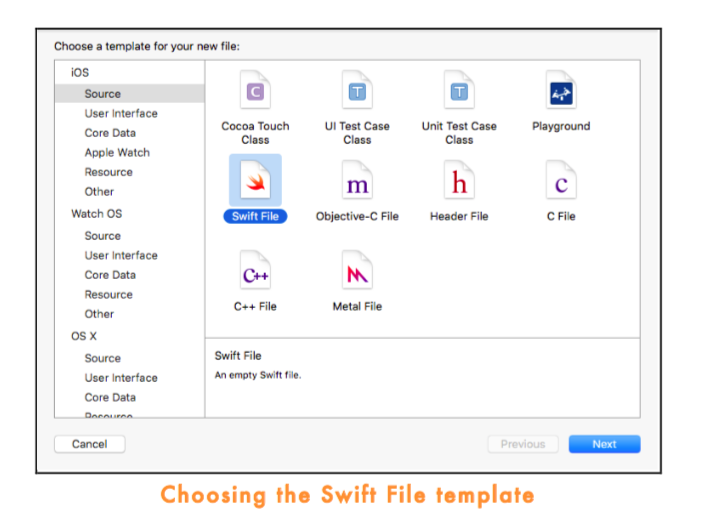 Choose a template for your new file:
iOS
Source
User Interface
Core Data
Apple Watch
Resource
Other
Watch OS
Source
User Interface
Core Data
Resource
Other
OS X
Source
User Interface
Core Data
Resource
C
Cocoa Touch
Class
T
UI Test Case
Class
T
Unit Test Case
Class
Playground
Swift File
m
Objective-C File
h
Header File
c
C File
C++
C++ File
Metal File
Swift File
An empty Swift file.
Cancel
Previous
Next
Choosing the Swift File template